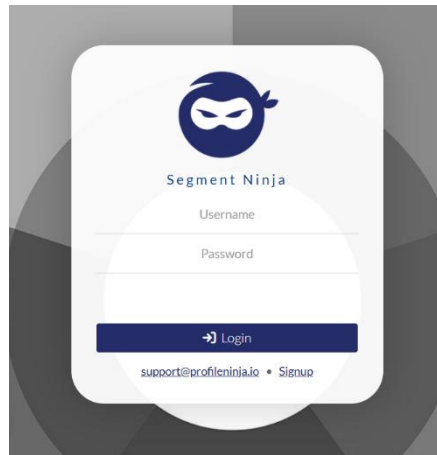 Segment Ninja
Username
Password
Login
support@profileninja.io • Signup